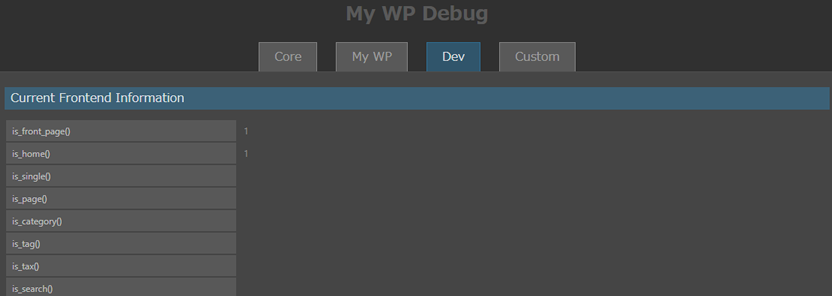 My WP Debug
Core My WP Dev Custom
Current Frontend Information
is_front_page() 1
is_home() 1
is_single()
is_page()
is_category()
is_tag()
is_tax()
is_search()